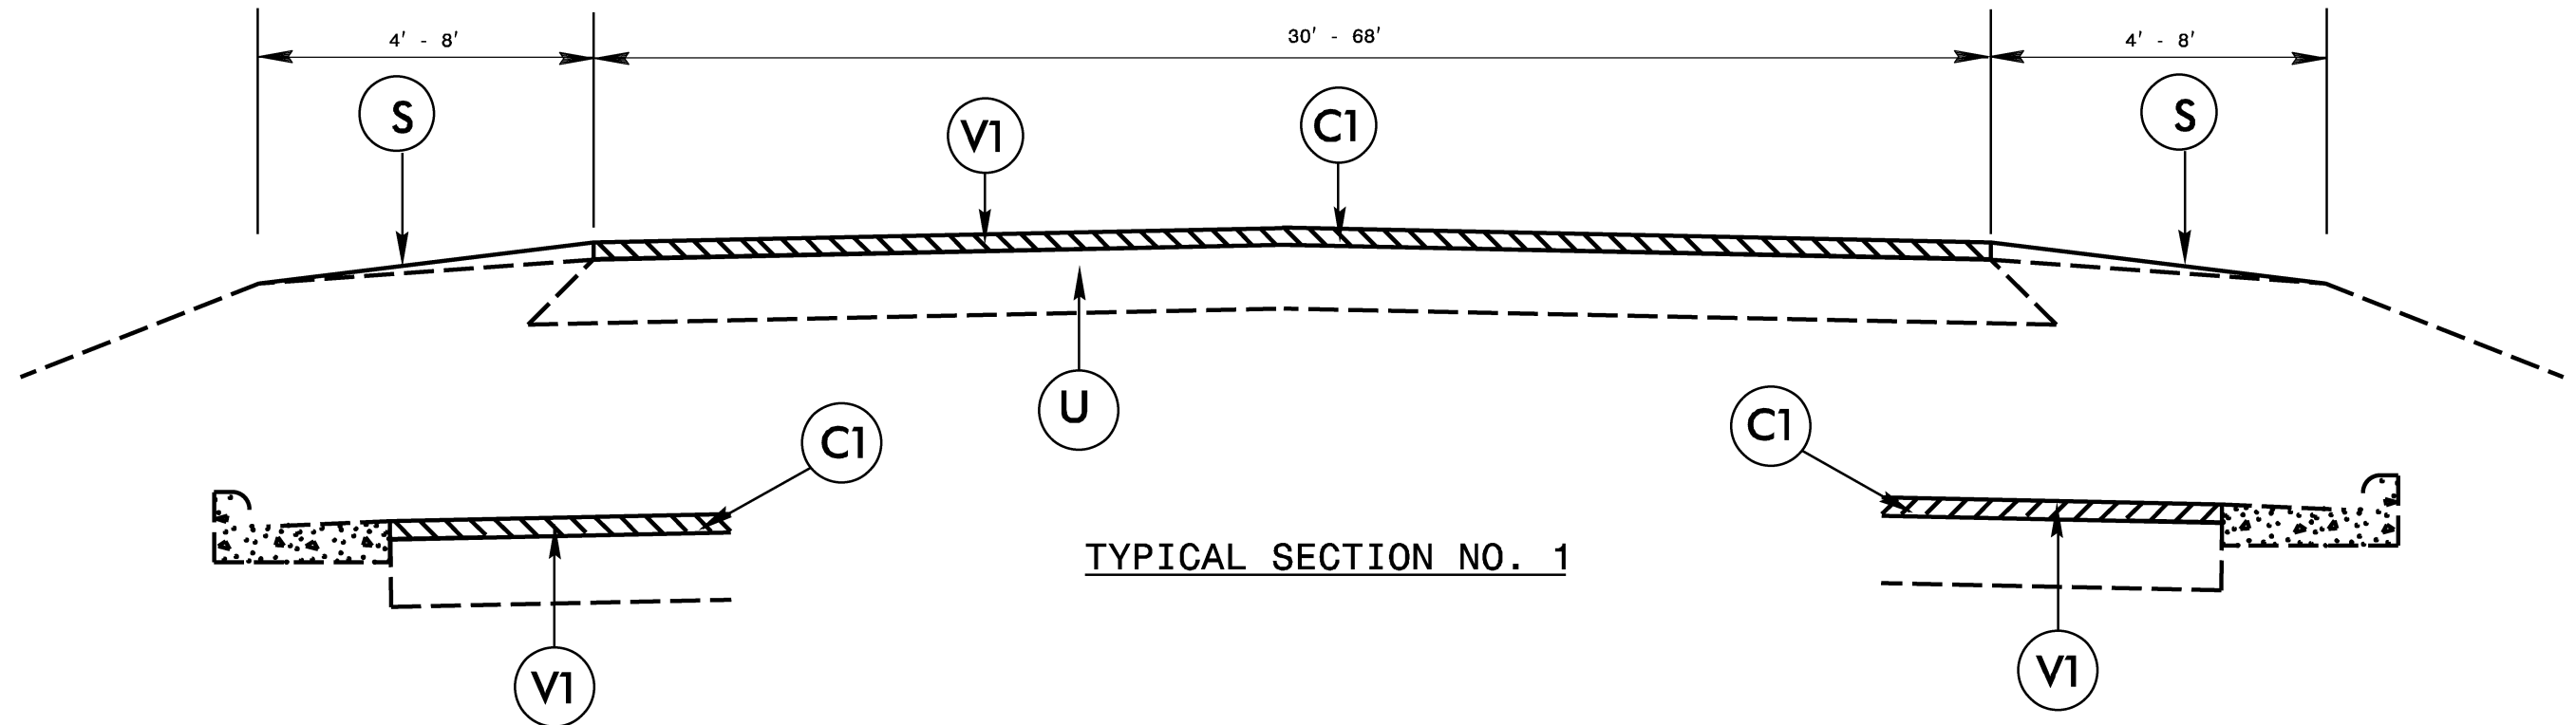 4' - 8'
30' - 68'
4' - 8'
S
V1
C1
S
U
C1
C1
TYPICAL SECTION NO. 1
V1
V1